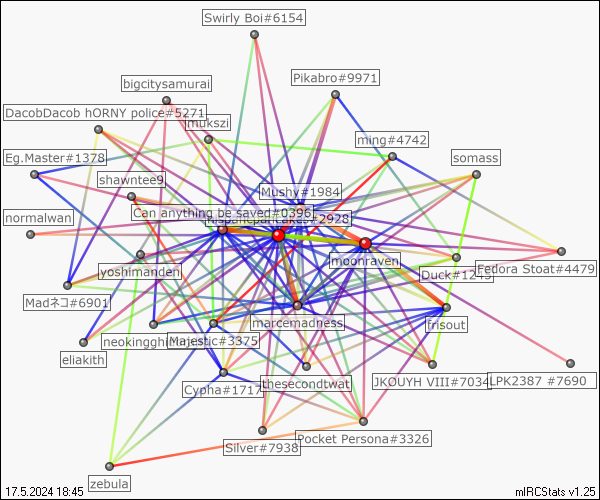 Swirly Boi#6154
Pikabro#9971
bigcitysamurai
DacobDacob hORNY police#5271
mukszi
ming#4742
Eg.Master#1378
somass
shawntee9
Mushy#1984
Can anything be saved#0396
normalwan
moonraven
yoshimanden
Duck#1245
Fedora Stoat#4479
Madネコ#6901
marcemadness
frisout
Majestic#3375
eliakith
thesecondtwat
JKOUYH VIII#7034
LPK2387 #7690
Cypha#1717
Silver#7938
Pocket Persona#3326
zebula
17.5.2024 18:45
mIRCStats v1.25